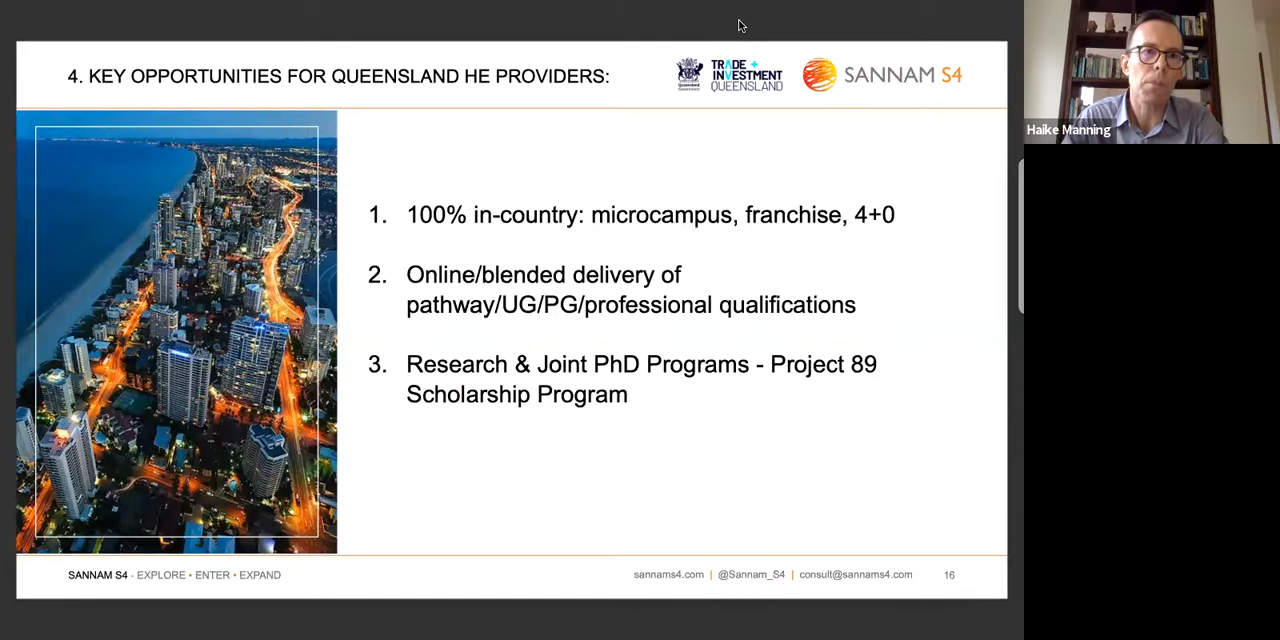 4. KEY OPPORTUNITIES FOR QUEENSLAND HE PROVIDERS:
TRADE +
INVESTMENT
QUEENSLAND
SANNAM S4
Haike Manning
1. 100% in-country: microcampus, franchise, 4+0
2. Online/blended delivery of
pathway/UG/PG/professional qualifications
3. Research & Joint PhD Programs - Project 89
Scholarship Program
SANNAM S4 - EXPLORE • ENTER • EXPAND
sannams4.com | @Sannam_S4 | consult@sannams4.com 16